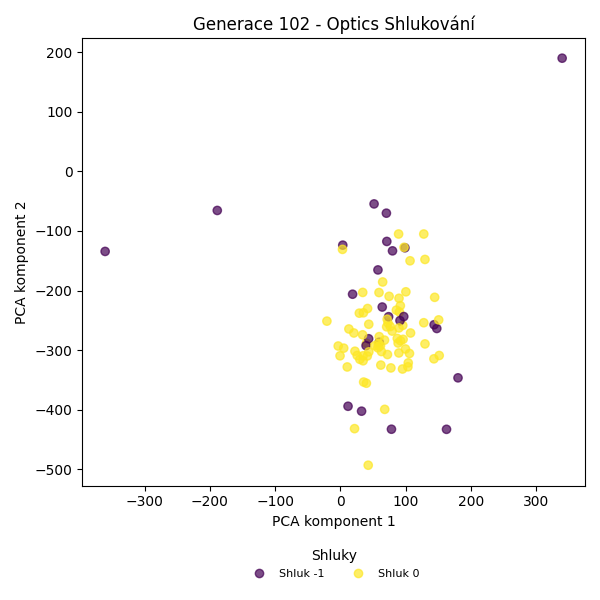 Generace 102 - Optics Shlukování
200
100
0
−100
−200
−300
−400
−500
PCA komponent 2
−300
−200
−100
0
100
200
300
PCA komponent 1
Shluky
Shluk -1
Shluk 0